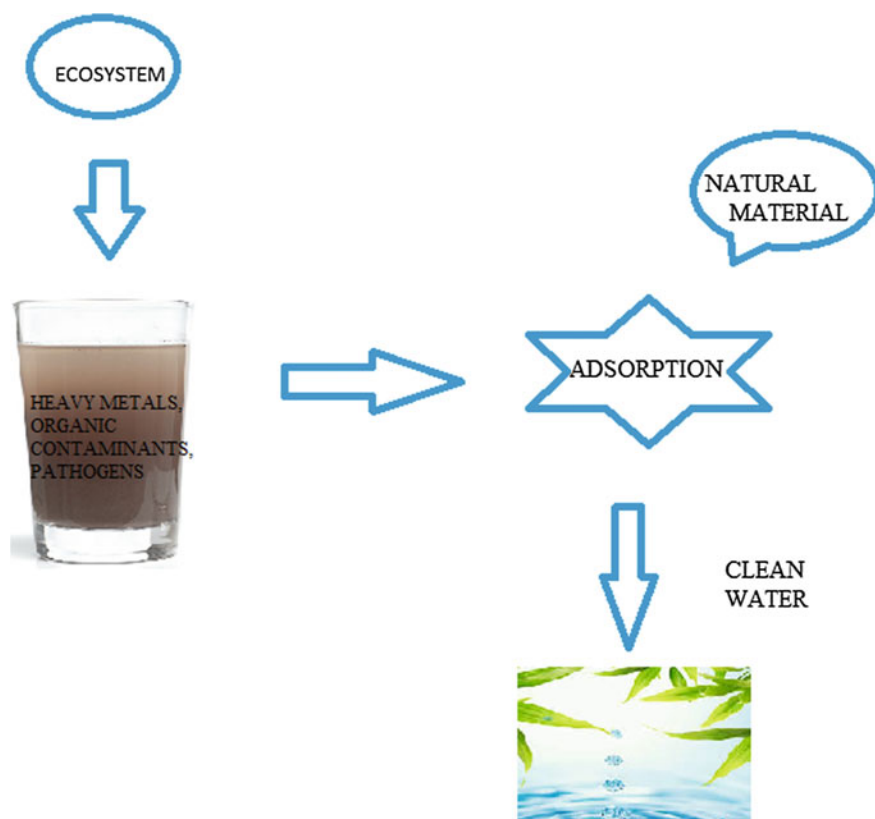 ECOSYSTEM
NATURAL
MATERIAL
HEAVY METALS,
ORGANIC
CONTAMINANTS,
PATHOGENS
ADSORPTION
CLEAN
WATER